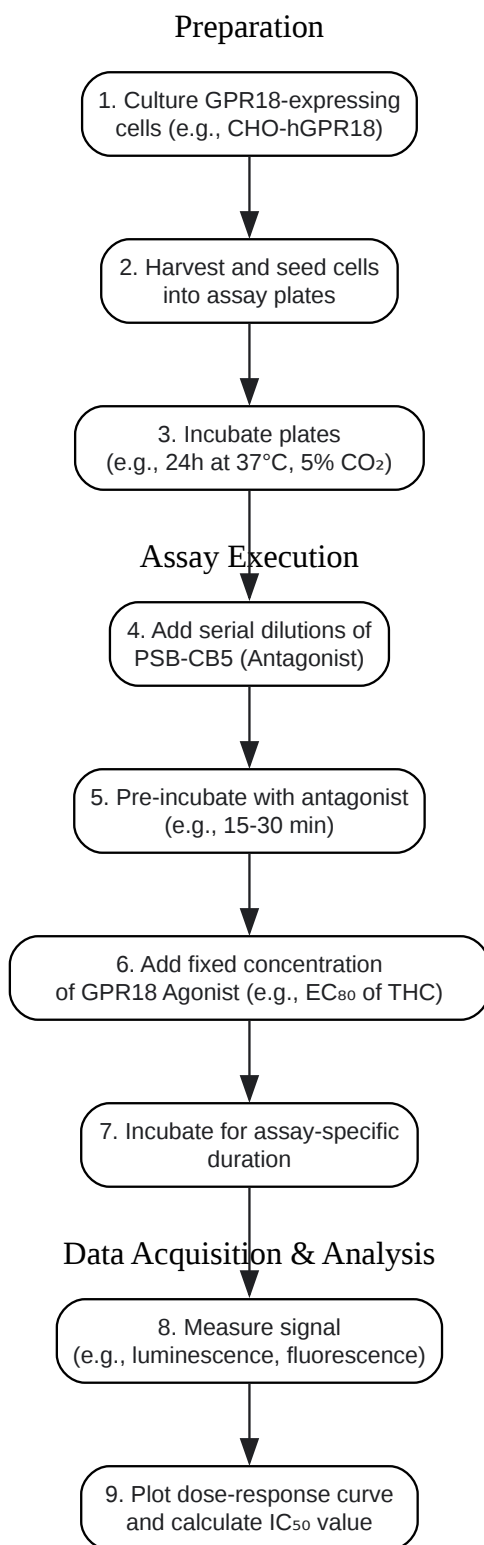 Preparation
1. Culture GPR18-expressing
cells (e.g., CHO-hGPR18)
2. Harvest and seed cells
into assay plates
3. Incubate plates
(e.g., 24h at 37°C, 5% CO₂)
Assay Execution
4. Add serial dilutions of
PSB-CB5 (Antagonist)
5. Pre-incubate with antagonist
(e.g., 15-30 min)
6. Add fixed concentration
of GPR18 Agonist (e.g., EC₈₀ of THC)
7. Incubate for assay-specific
duration
Data Acquisition & Analysis
8. Measure signal
(e.g., luminescence, fluorescence)
9. Plot dose-response curve
and calculate IC₅₀ value